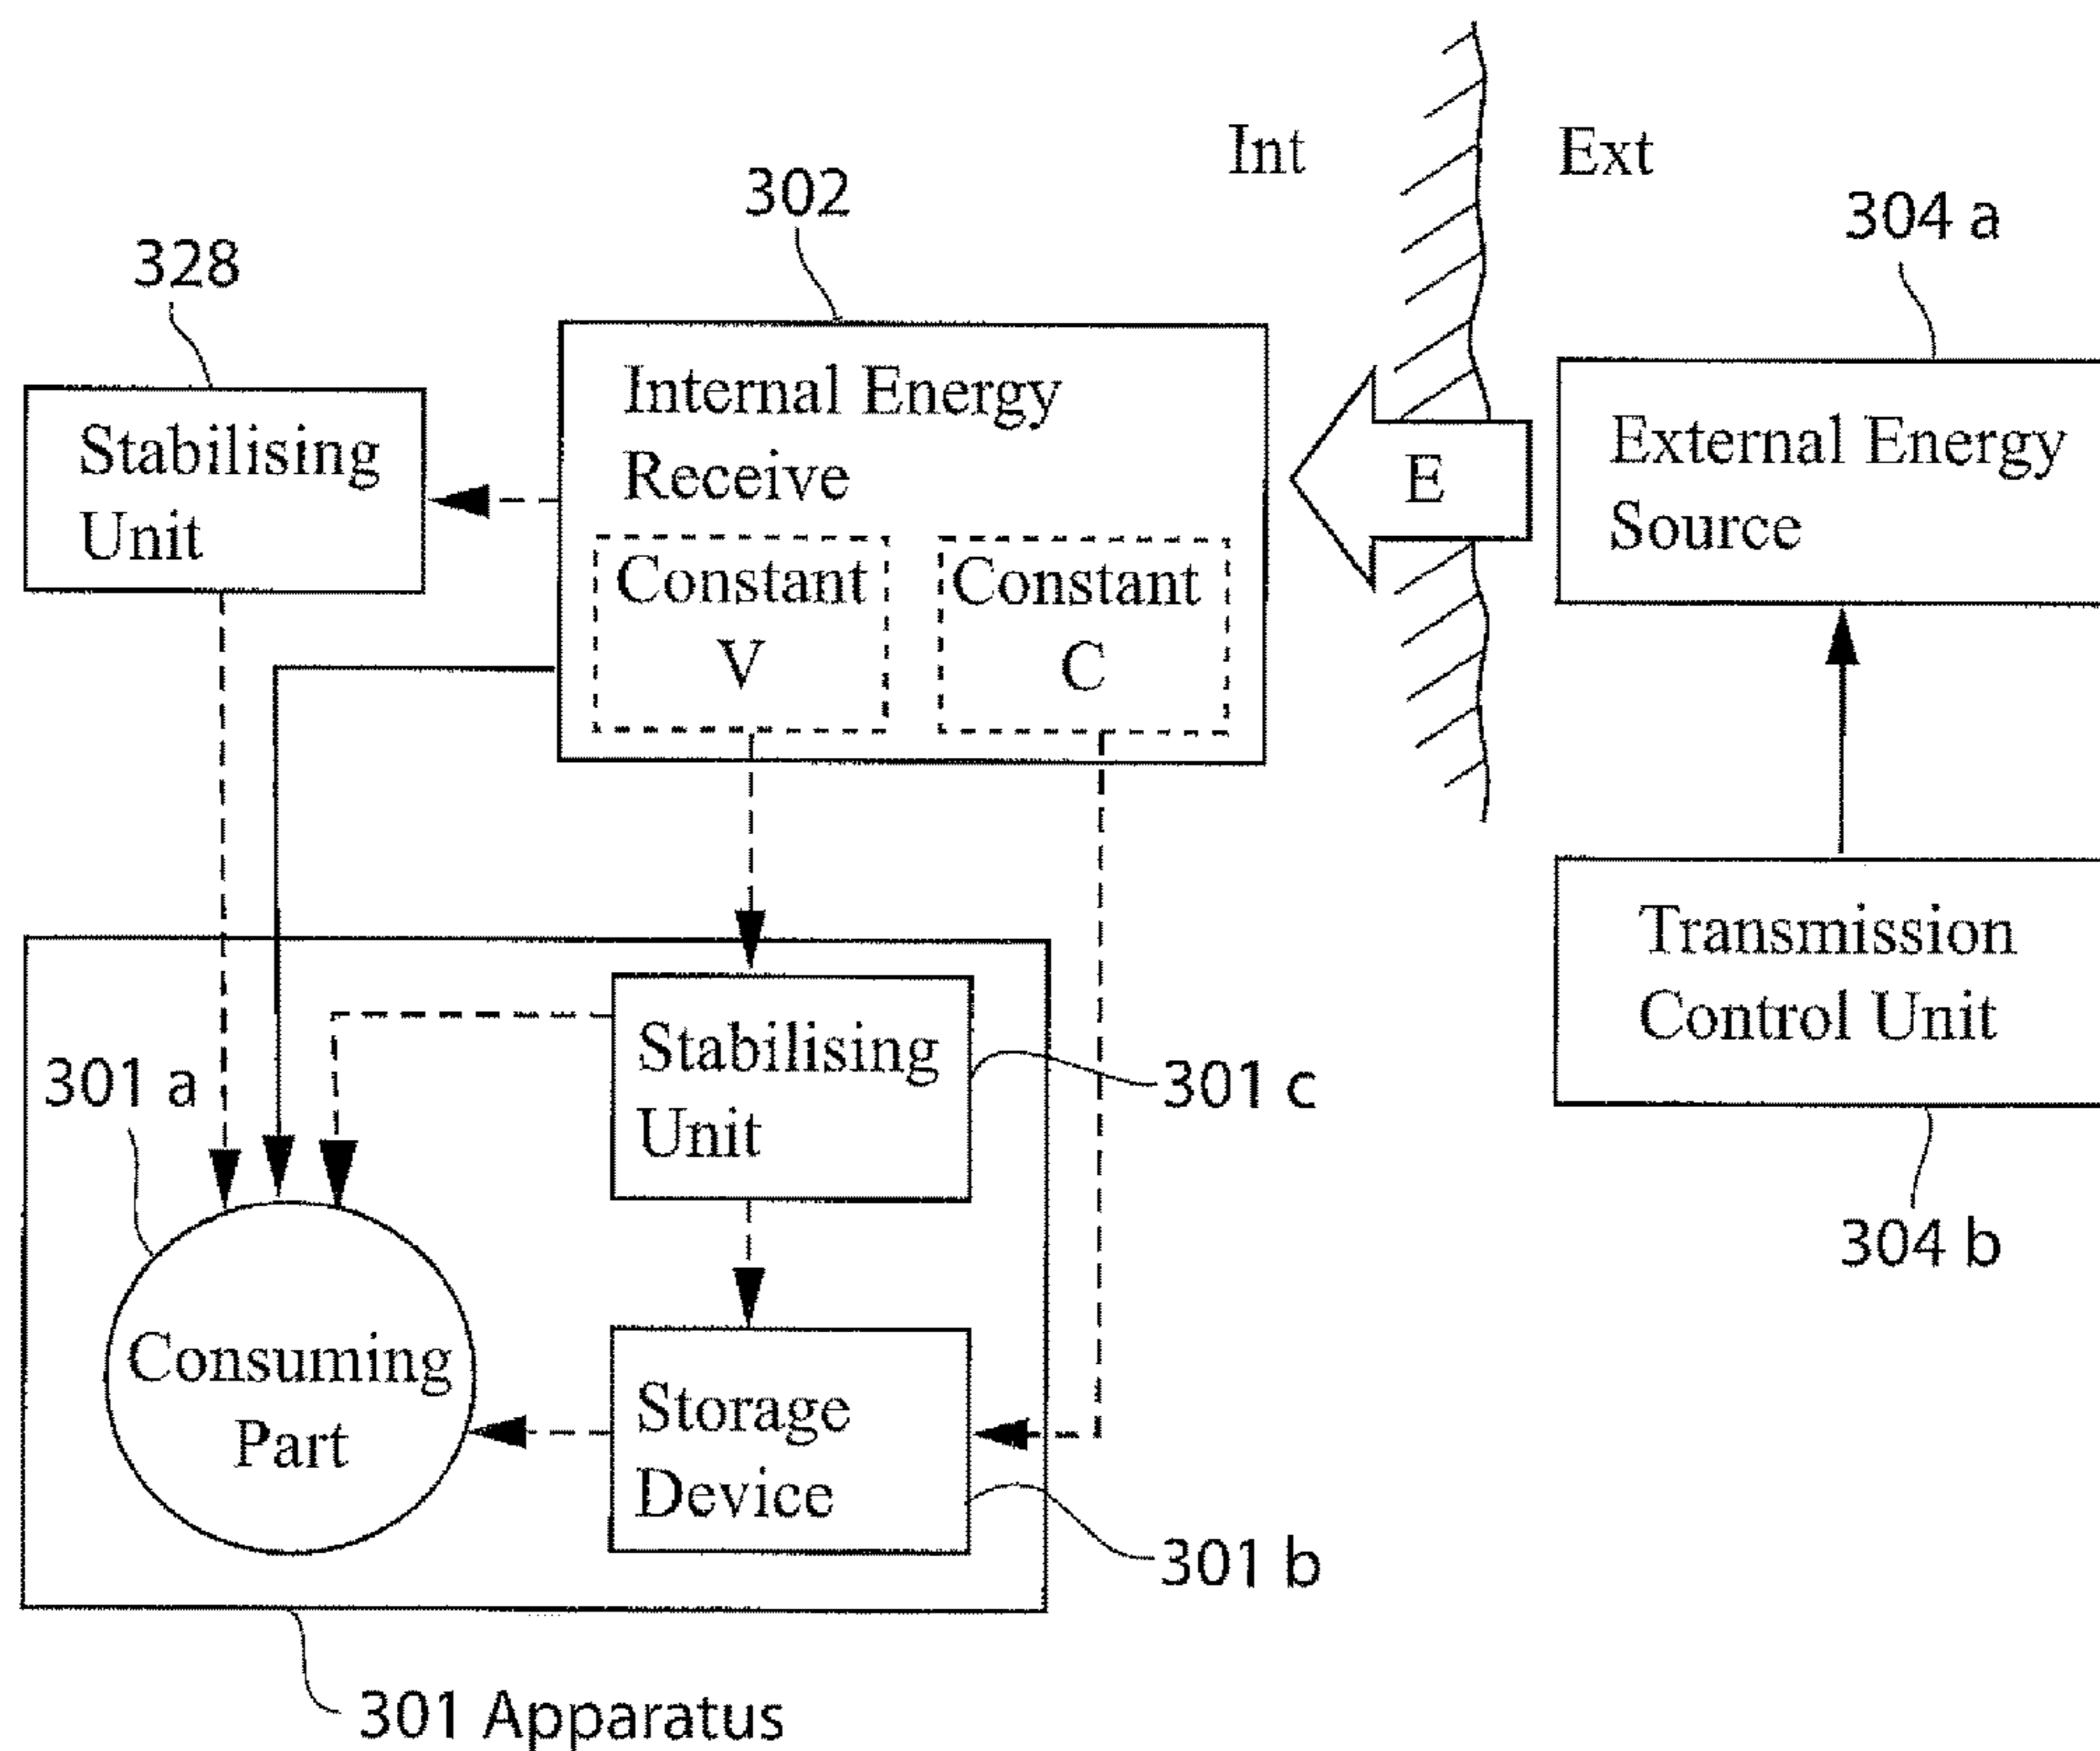 Int
Ext
302
304 a
328
Internal Energy
Receive
Stabilising
Unit
External Energy
Source
E
Constant
V
Constant
C
Transmission
Control Unit
304 b
301 a
Stabilising
Unit
301 c
Consuming
Part
Storage
Device
301 b
301 Apparatus